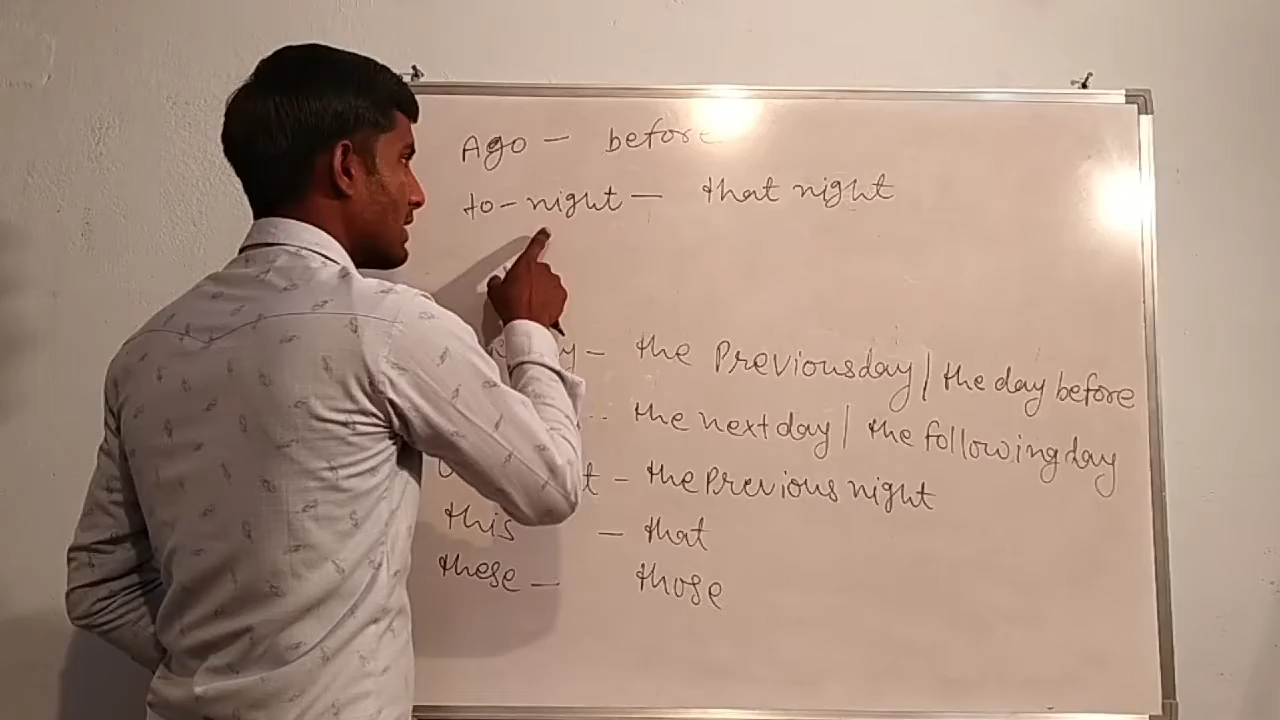 Ago - before
to-night - that night
- the Previousday / the day before
the next day / the following day
- the Previous night
this - that
these - those